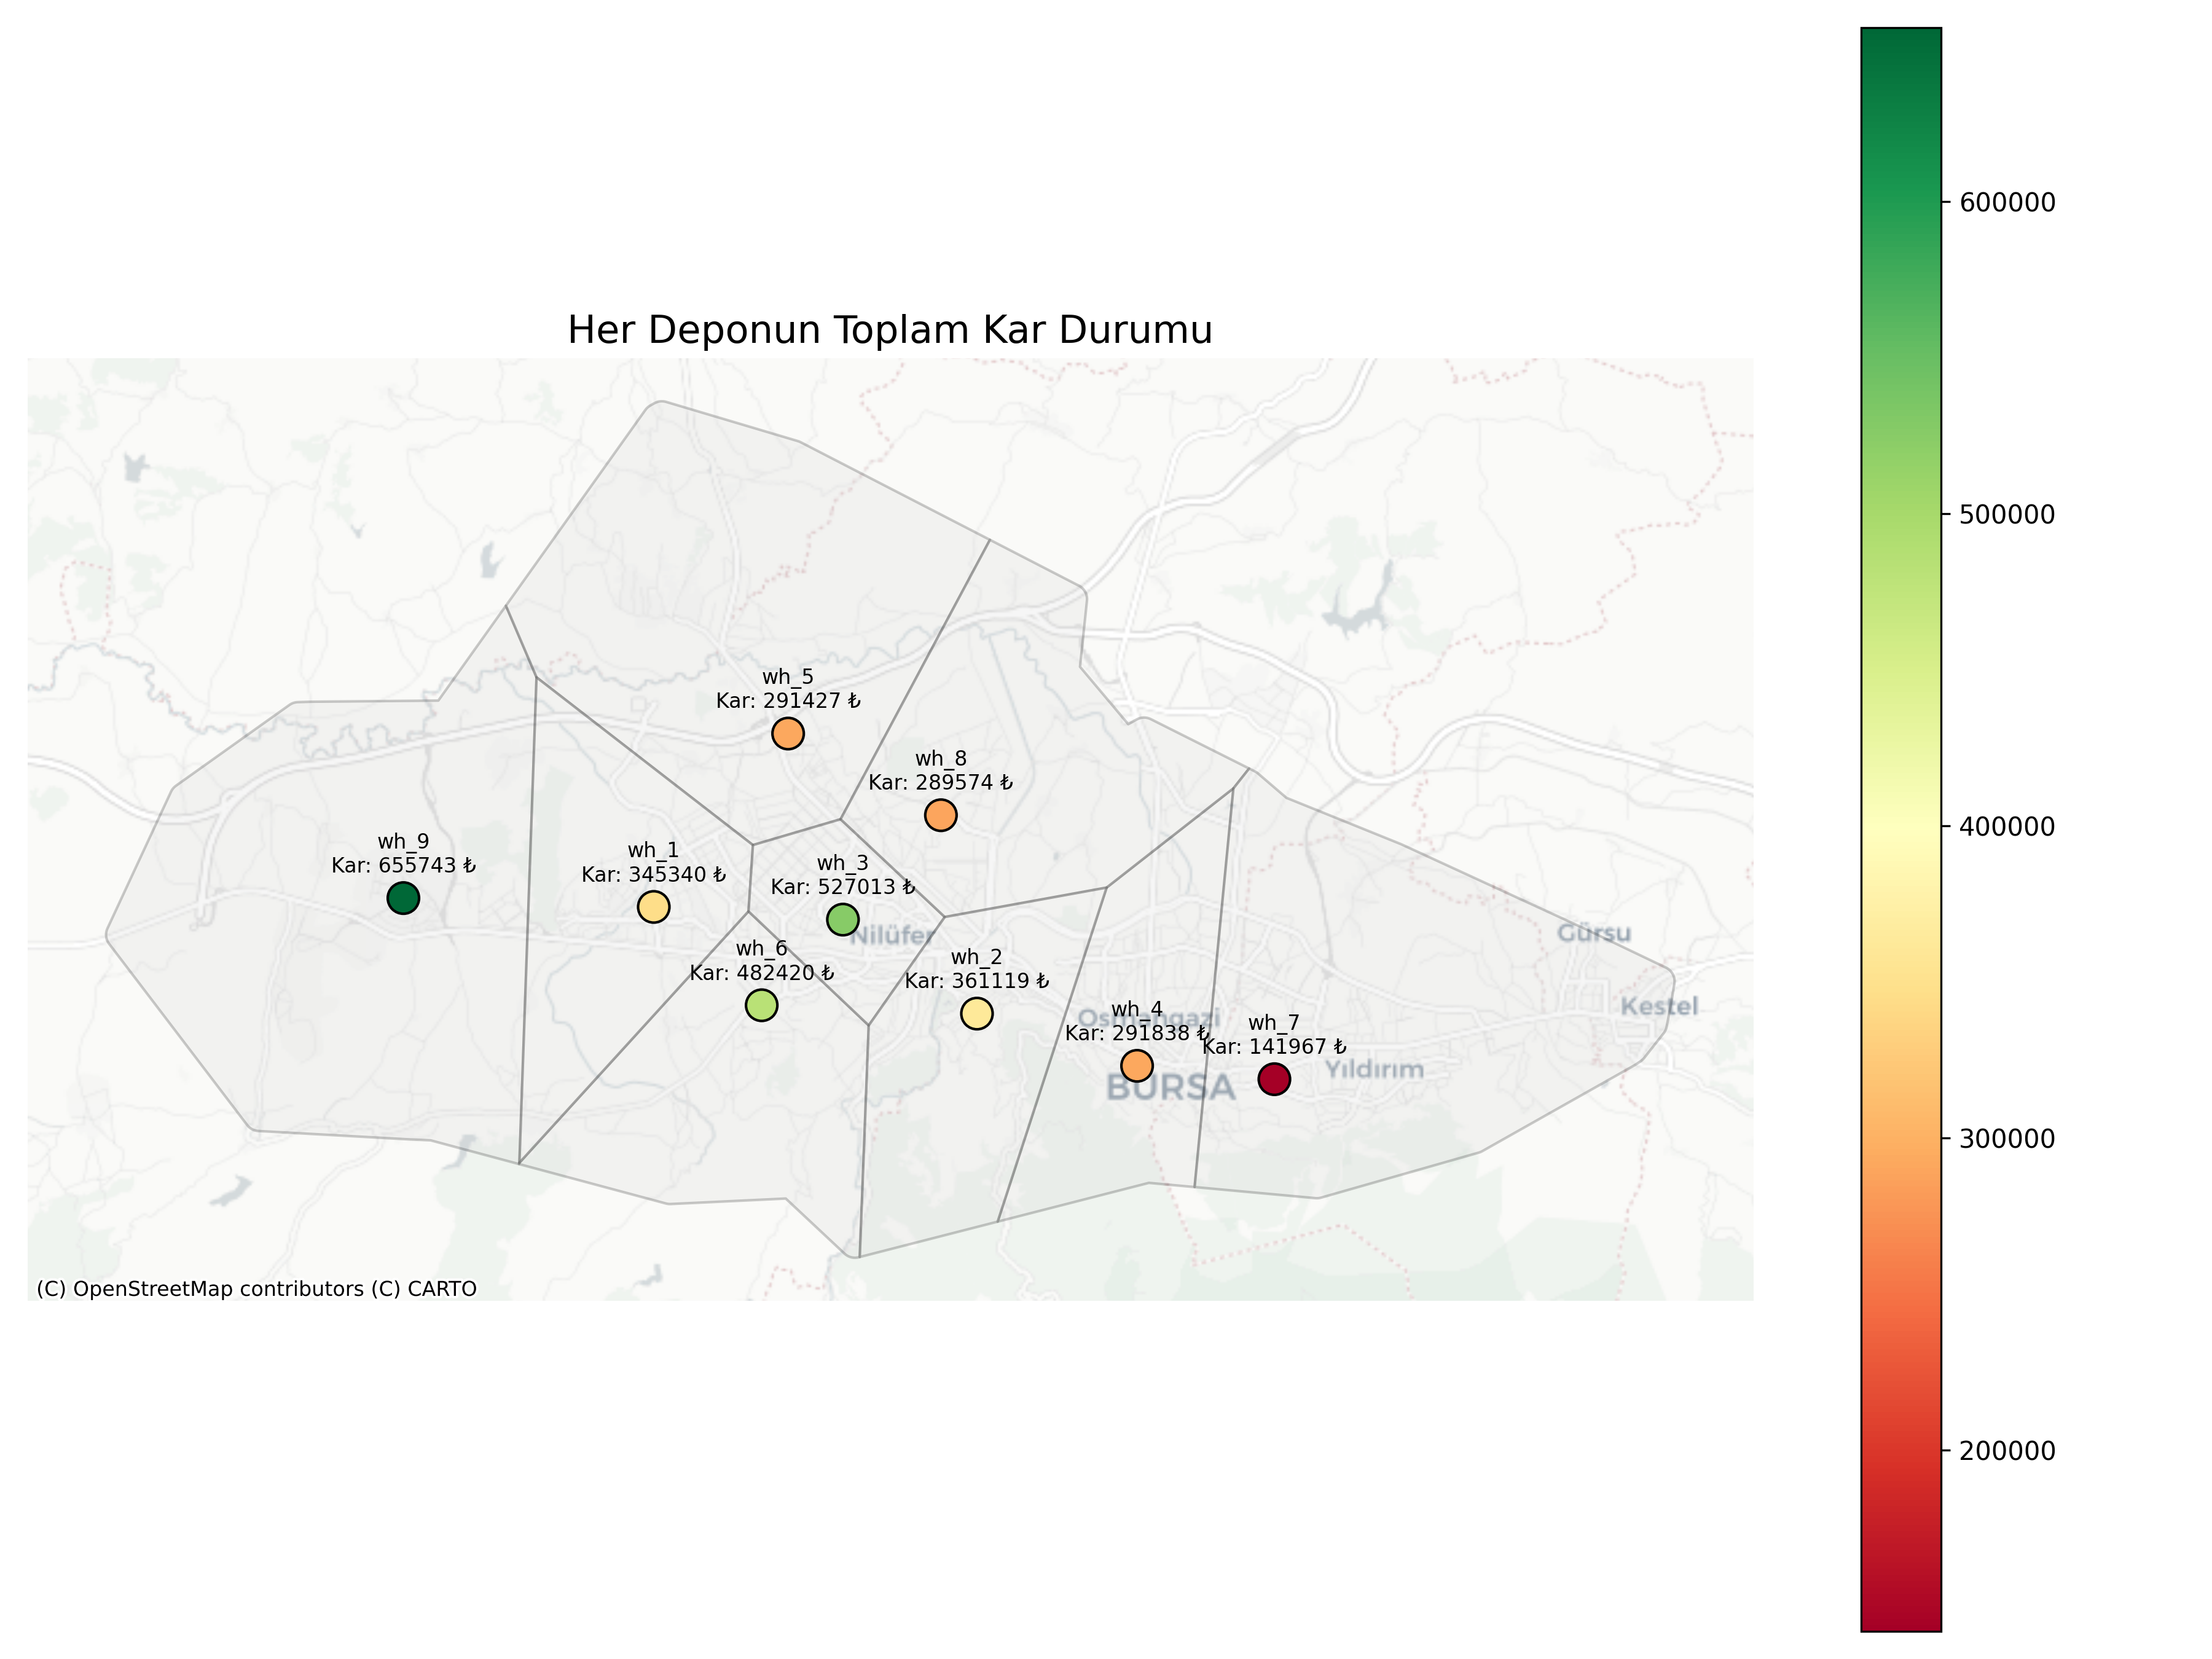 Her Deponun Toplam Kar Durumu
wh_5
Kar: 291427 ₺
wh_8
Kar: 289574 ₺
wh_9
Kar: 655743 ₺
wh_1
Kar: 345340 ₺
wh_3
Kar: 527013 ₺
Nilüfer
wh_6
Kar: 482420 ₺
wh_2
Kar: 361119 ₺
Gürsu
Kestel
wh_4
Osmangazi
Kar: 291838 ₺
wh_7
Kar: 141967 ₺
Yıldırım
BURSA
(C) OpenStreetMap contributors (C) CARTO
600000
500000
400000
300000
200000